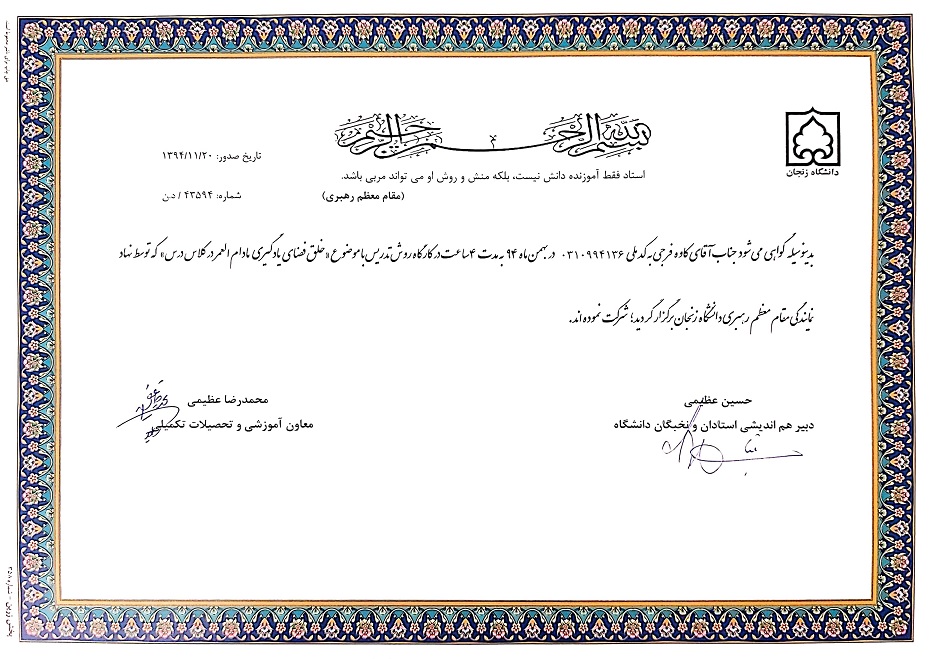 بسم الله الرحمن الرحیم
دانشگاه زنجان
استاد فقط آموزنده دانش نیست، بلکه منش و روش او می تواند مربی باشد.
(مقام معظم رهبری)
تاریخ صدور: ۱۳۹۴/۱۱/۲۰
شماره: ۴۳۵۹۴ / د.ن
بدینوسیله گواهی می شود جناب آقای کاوه فرجی به کد ملی ۰۳۱۰۹۹۴۱۳۶ در بهمن ماه ۹۴ به مدت ۴ ساعت در کارگاه روش تدریس با موضوع «خلق فضای یادگیری مادام العمر در کلاس درس» که توسط نهاد
نمایندگی مقام معظم رهبری دانشگاه زنجان برگزار گردید؛ شرکت نموده اند.
حسین عظیمی
دبیر هم اندیشی استادان و نخبگان دانشگاه
محمدرضا عظیمی
معاون آموزشی و تحصیلات تکمیلی